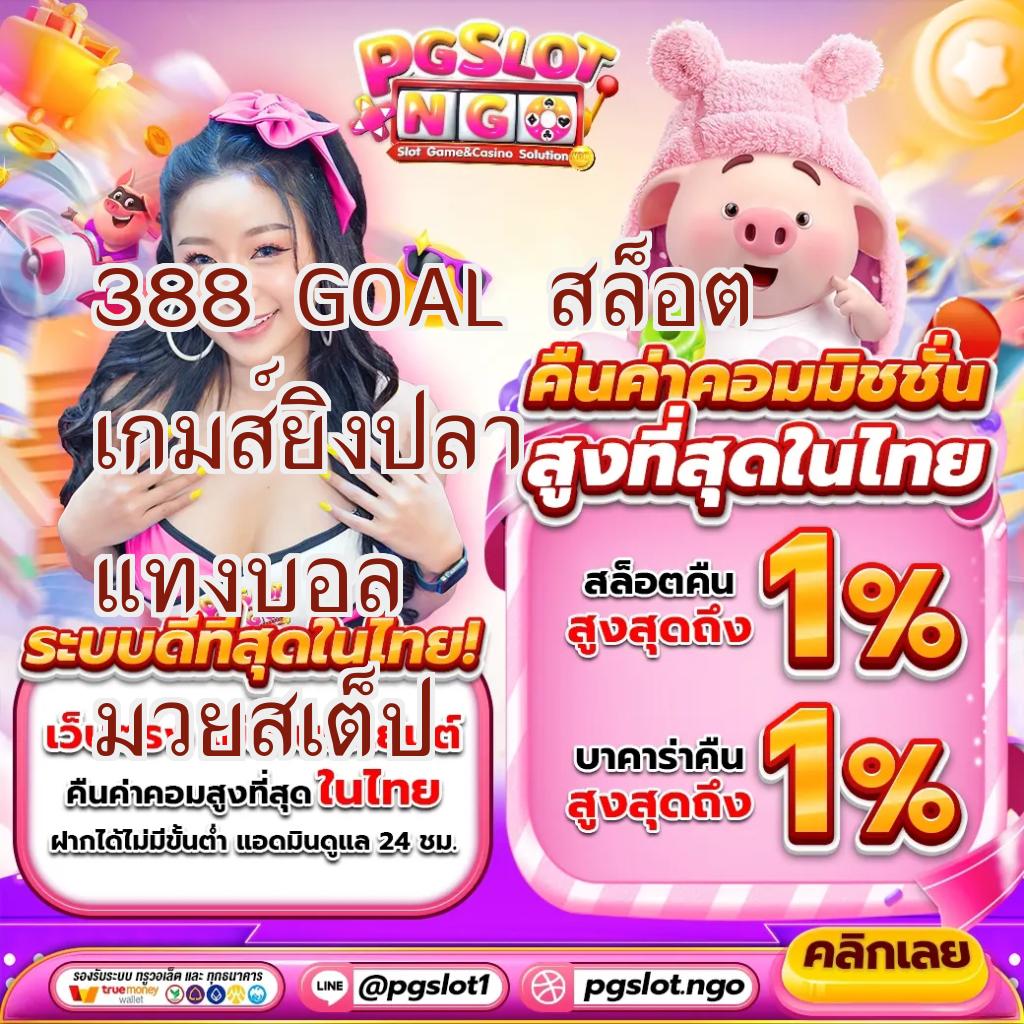 PGSLOT
NGO
Slot Game&Casino Solution
388 GOAL สล็อต
เกมส์ยิงปลา
แทงบอล
มวยสเต็ป
คืนค่าคอมมิชชั่น
สูงที่สุดในไทย
สล็อตคืน
สูงสุดถึง
1%
บาคาร่าคืน
สูงสุดถึง
1%
ระบบดีที่สุดในไทย!
คืนค่าคอมสูงที่สุด ในไทย
ฝากได้ไม่มีขั้นต่ำ แอดมินดูแล 24 ชม.
คลิกเลย
รองรับระบบ ทรูวอเล็ต และ ทุกธนาคาร
truemoney
wallet
LINE @pgslot1
pgslot.ngo